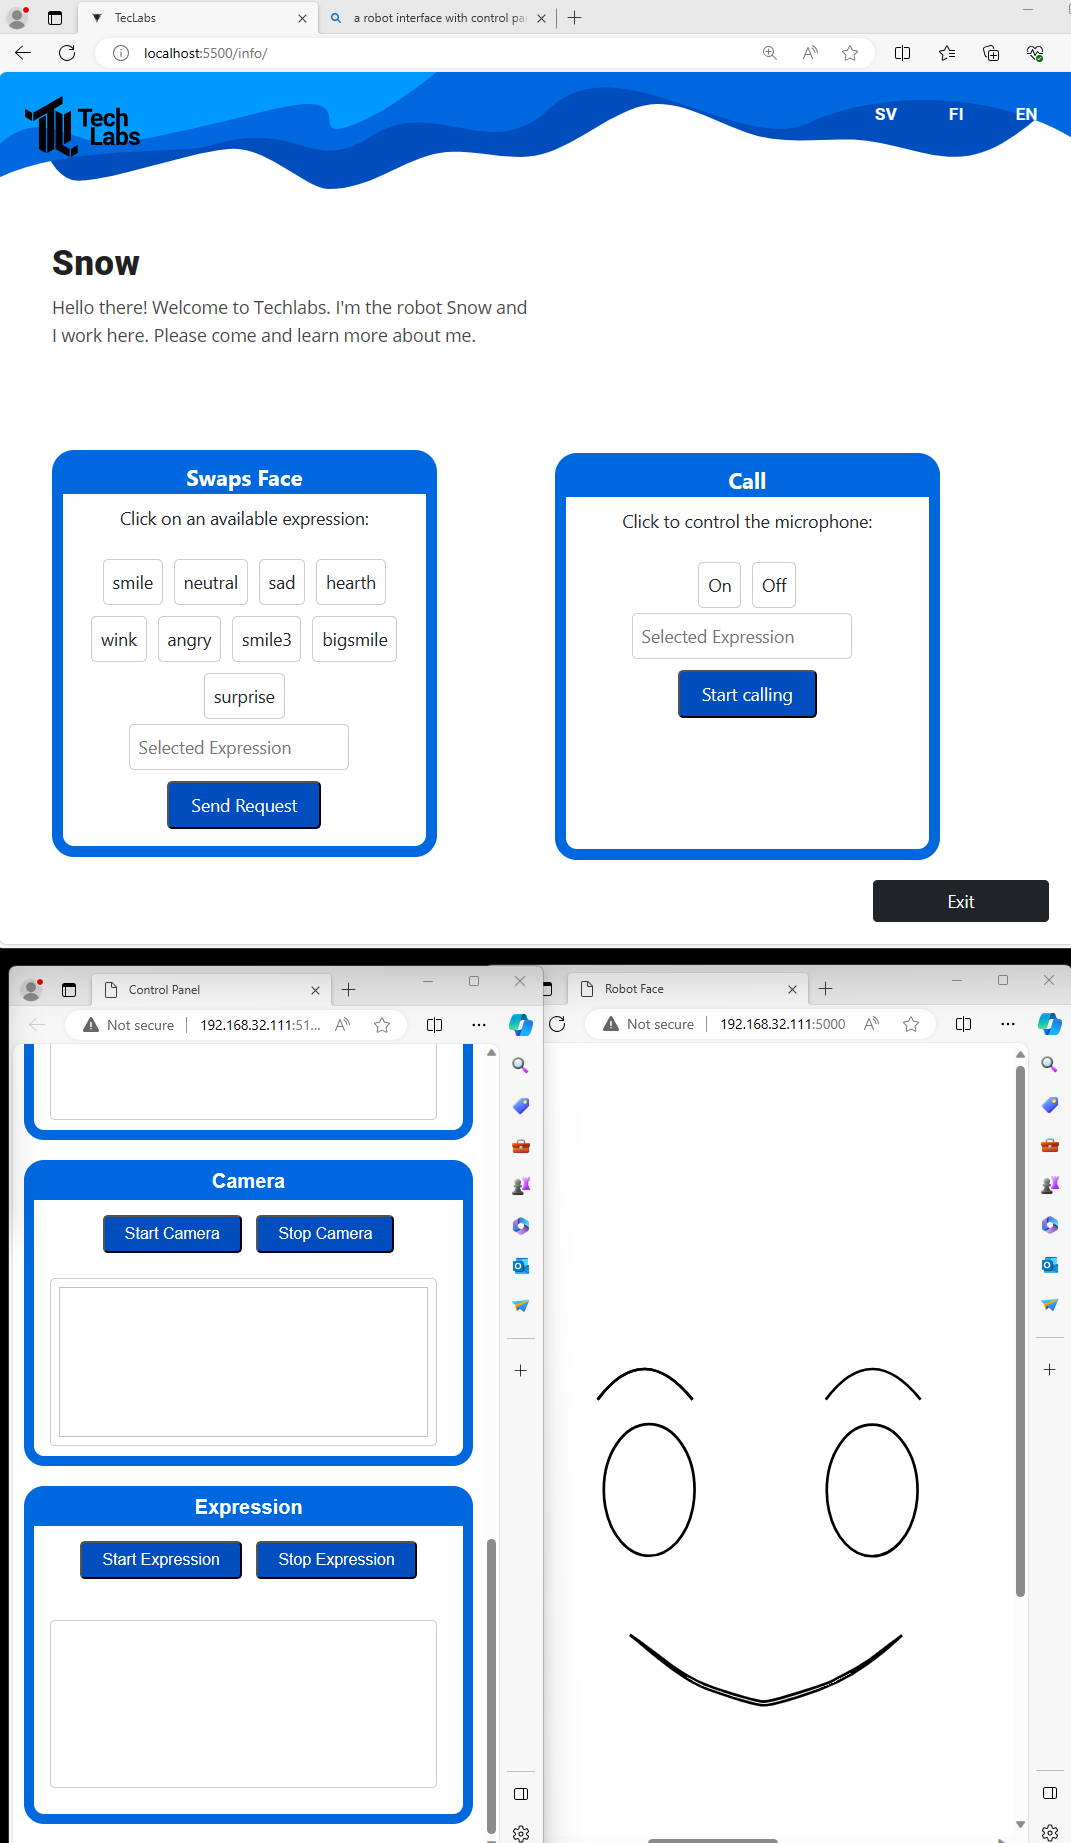 TecLabs
a robot interface with control pa
localhost:5500/info/
Tech
Labs
SV FI EN
Snow
Hello there! Welcome to Techlabs. I'm the robot Snow and
I work here. Please come and learn more about me.
Swaps Face
Click on an available expression:
smile neutral sad hearth
wink angry smile3 bigsmile
surprise
Selected Expression
Send Request
Call
Click to control the microphone:
On Off
Selected Expression
Start calling
Exit
Control Panel
Not secure 192.168.32.111:51...
Camera
Start Camera Stop Camera
Expression
Start Expression Stop Expression
Robot Face
Not secure 192.168.32.111:5000